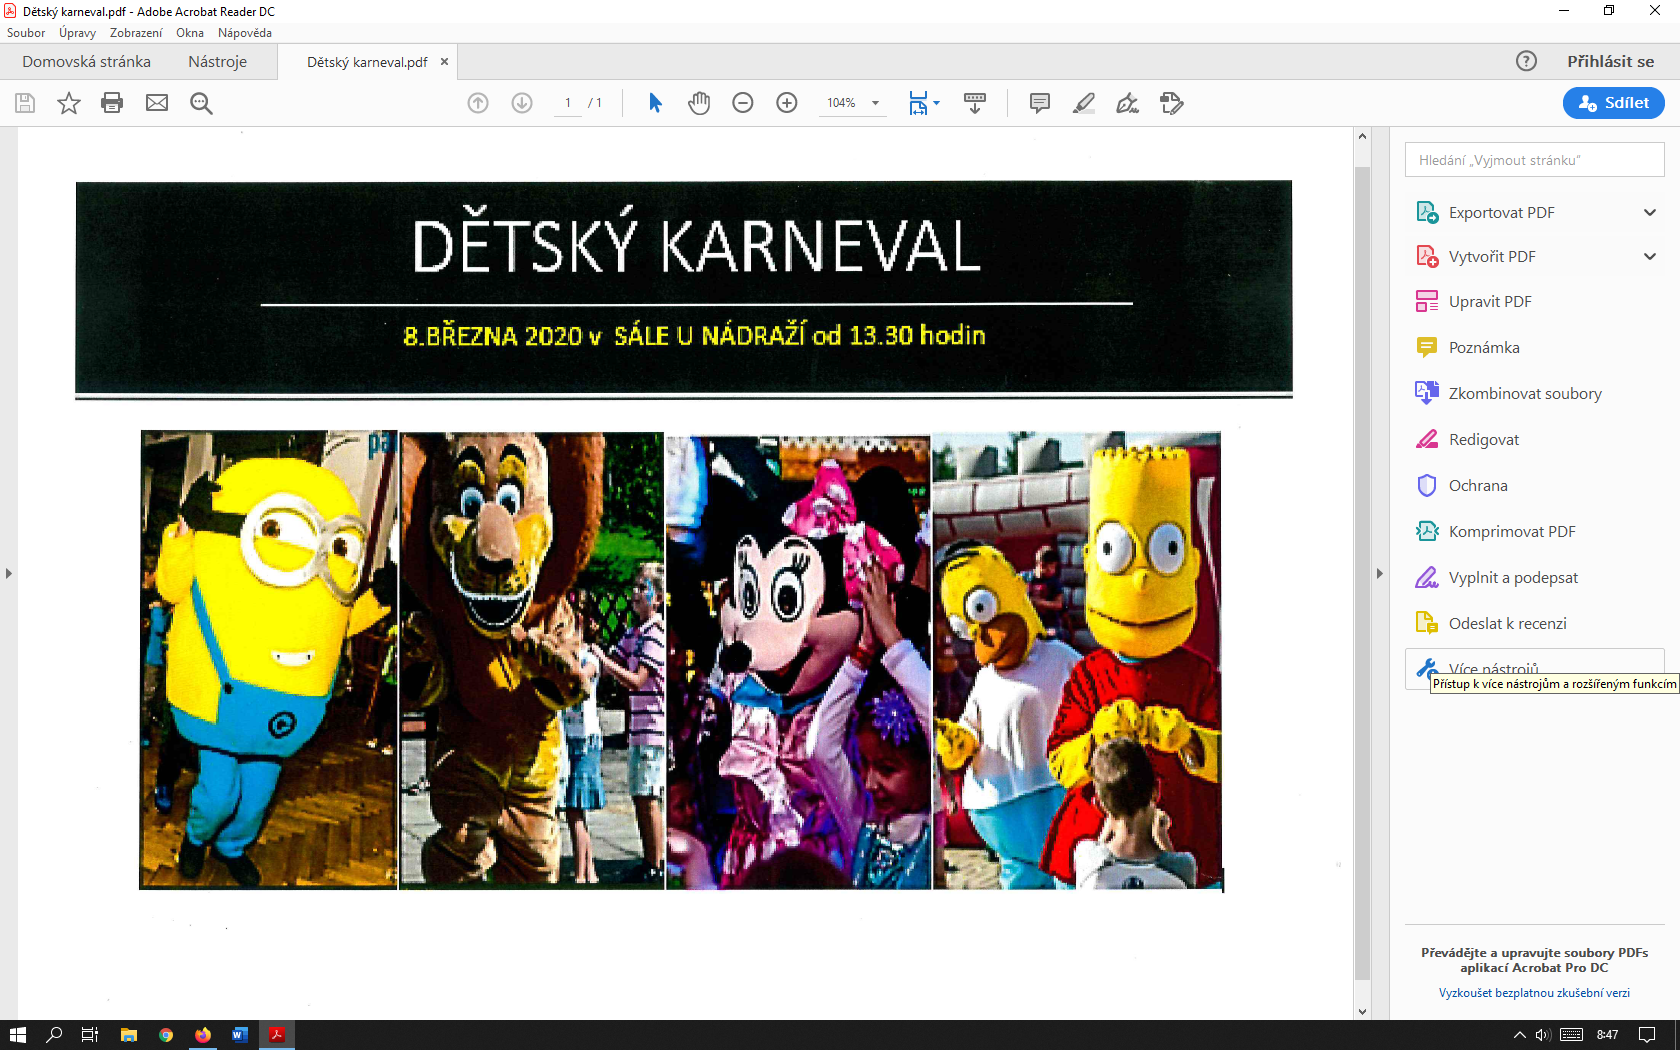 Dětský karneval.pdf - Adobe Acrobat Reader DC
Soubor Úpravy Zobrazení Okna Nápověda
Domovská stránka Nástroje Dětský karneval.pdf × ? Přihlásit se
1 / 1 104% Sdílet
DĚTSKÝ KARNEVAL
8.BŘEZNA 2020 v SÁLE U NÁDRAŽÍ od 13.30 hodin
Hledání „Vyjmout stránku"
Exportovat PDF
Vytvořit PDF
Upravit PDF
Poznámka
Zkombinovat soubory
Redigovat
Ochrana
Komprimovat PDF
Vyplnit a podepsat
Odeslat k recenzi
Více nástrojů
Přístup k více nástrojům a rozšířeným funkcím
Převádějte a upravujte soubory PDFs
aplikací Acrobat Pro DC
Vyzkoušet bezplatnou zkušební verzi
8:47